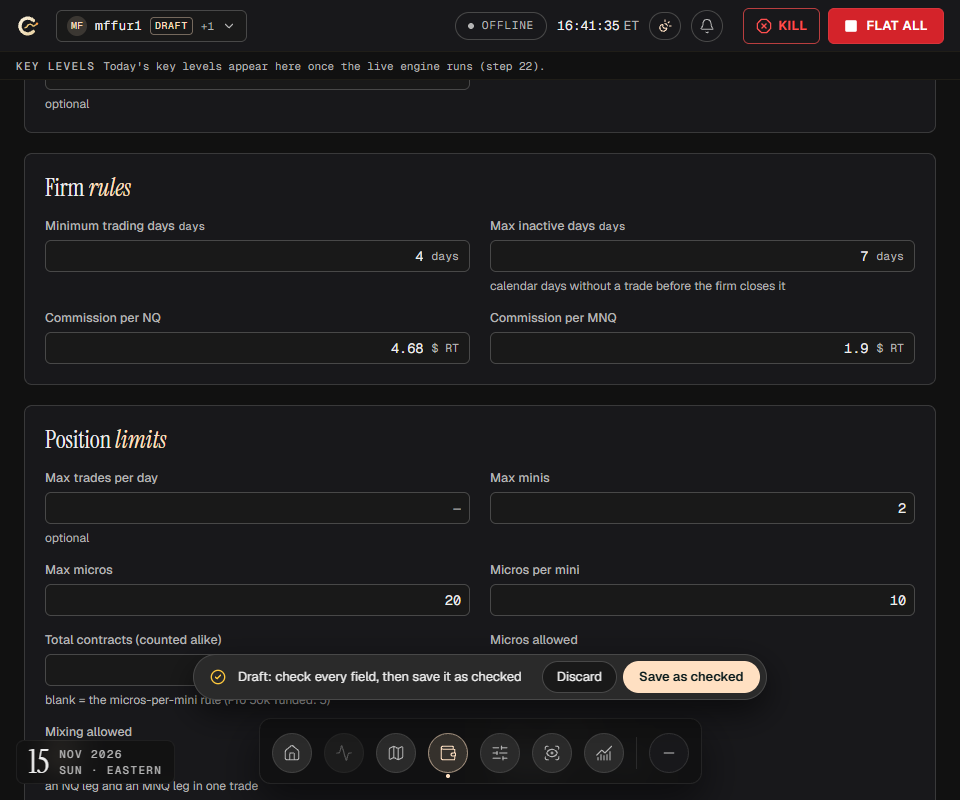 MF mffur1 DRAFT +1
OFFLINE
16:41:35 ET
KILL
FLAT ALL
KEY LEVELS Today's key levels appear here once the live engine runs (step 22).
optional
Firm rules
Minimum trading days days
Max inactive days days
4 days
7 days
calendar days without a trade before the firm closes it
Commission per NQ
Commission per MNQ
4.68 $ RT
1.9 $ RT
Position limits
Max trades per day
Max minis
–
2
optional
Max micros
Micros per mini
20
10
Total contracts (counted alike)
Micros allowed
Draft: check every field, then save it as checked
Discard
Save as checked
blank = the micros-per-mini rule (Pro 50K funded: 5)
Mixing allowed
15 NOV 2026
SUN · EASTERN
an NQ leg and an MNQ leg in one trade